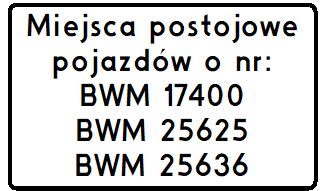 Miejsca postojowe
pojazdów o nr:
BWM 17400
BWM 25625
BWM 25636